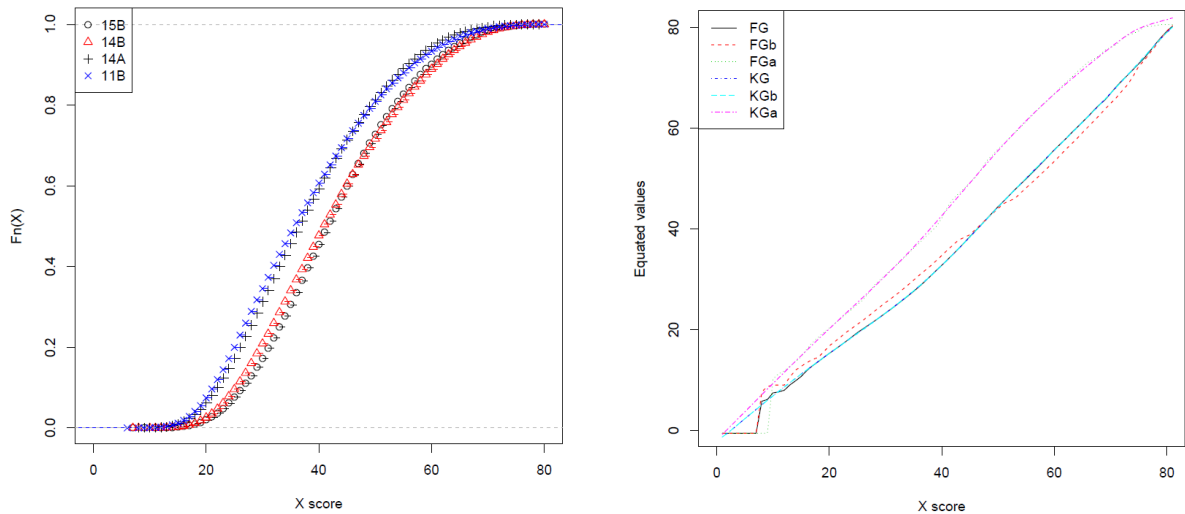 15B
14B
14A
11B
Fn(X)
1.0
0.8
0.6
0.4
0.2
0.0
0 20 40 60 80
X score
FG
FGb
FGa
KG
KGb
KGa
Equated values
80
60
40
20
0
0 20 40 60 80
X score